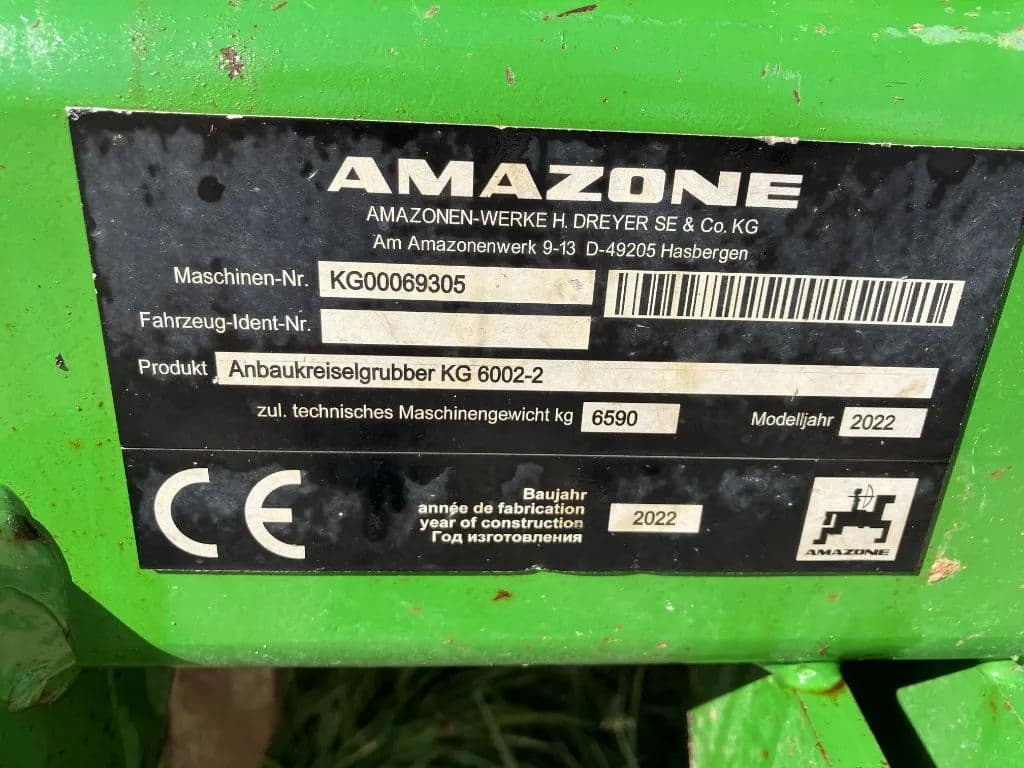 AMAZONE
AMAZONEN-WERKE H. DREYER SE & Co. KG
Am Amazonenwerk 9-13 D-49205 Hasbergen
Maschinen-Nr. KG00069305
Fahrzeug-Ident-Nr.
Produkt Anbaukreiselgrubber KG 6002-2
zul. technisches Maschinengewicht kg 6590 Modelljahr 2022
CE
Baujahr
année de fabrication
year of construction 2022
Год изготовления
AMAZONE